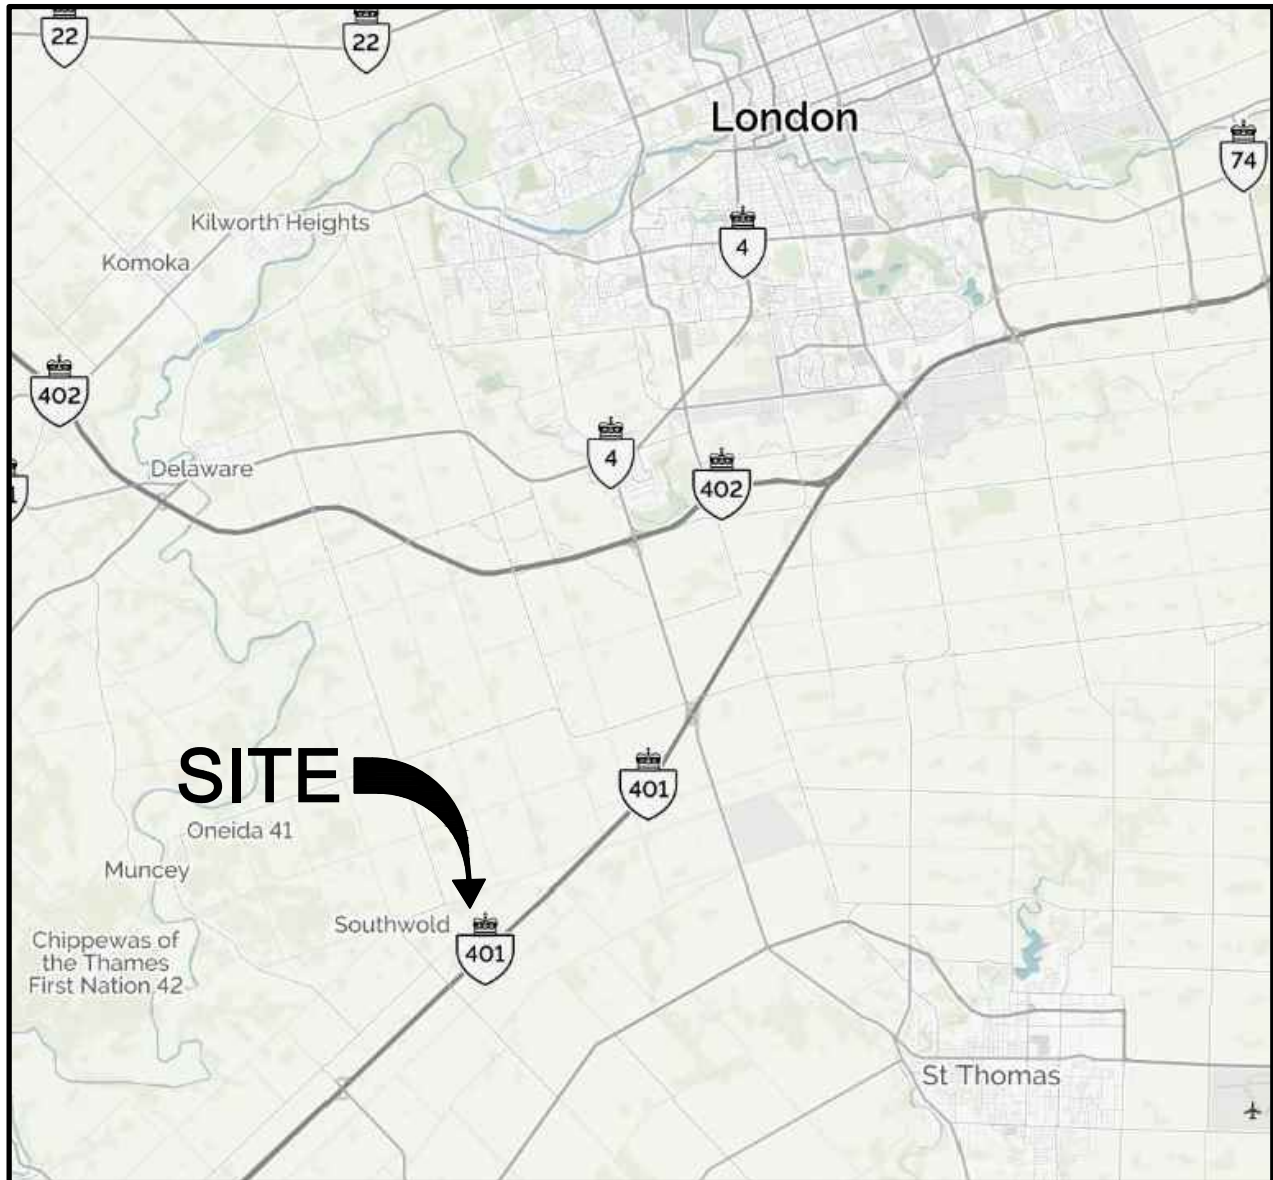 22
22
London
74
Kilworth Heights
4
Komoka
402
4
Delaware
402
1
SITE
401
Oneida 41
Muncey
Southwold
401
Chippewas of
the Thames
First Nation 42
St Thomas